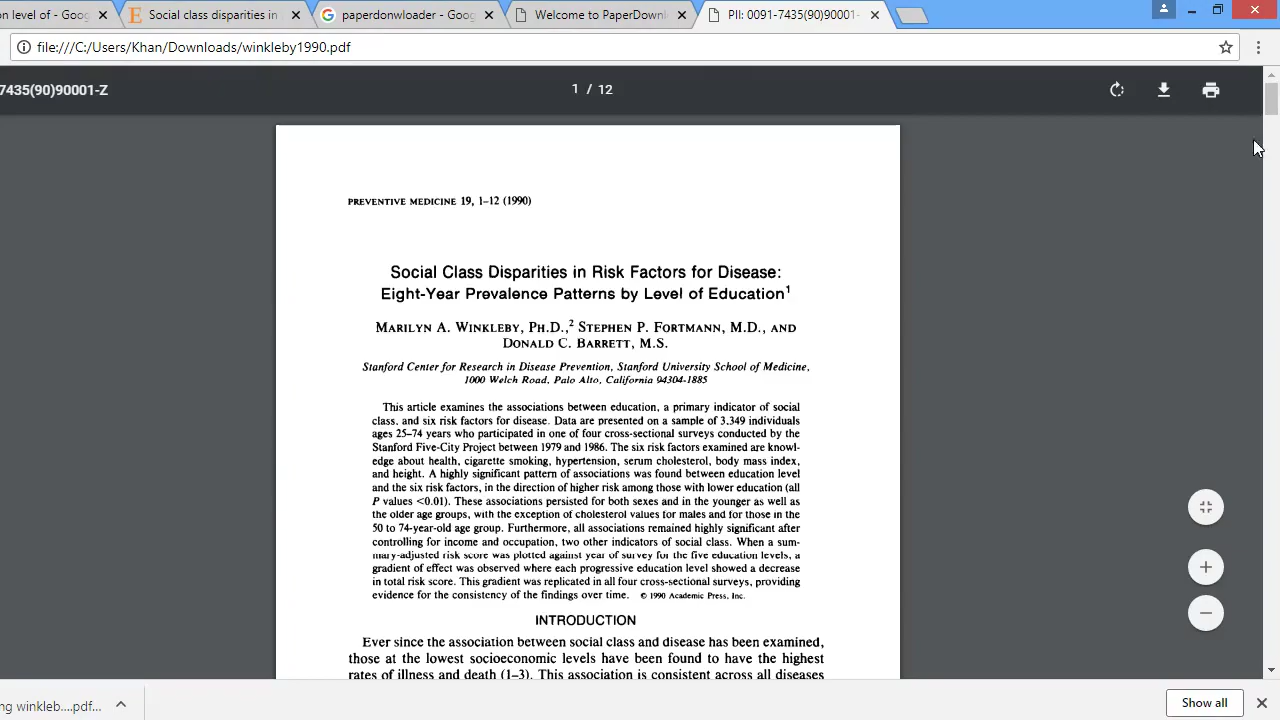 on level of - Goog
Social class disparities in
paperdonwloader - Goog
Welcome to PaperDownl
PII: 0091-7435(90)90001-
file:///C:/Users/Khan/Downloads/winkleby1990.pdf
7435(90)90001-Z
1 / 12
PREVENTIVE MEDICINE 19, 1–12 (1990)
Social Class Disparities in Risk Factors for Disease:
Eight-Year Prevalence Patterns by Level of Education¹
MARILYN A. WINKLEBY, PH.D.,² STEPHEN P. FORTMANN, M.D., AND
DONALD C. BARRETT, M.S.
Stanford Center for Research in Disease Prevention, Stanford University School of Medicine,
1000 Welch Road, Palo Alto, California 94304-1885
This article examines the associations between education, a primary indicator of social
class, and six risk factors for disease. Data are presented on a sample of 3,349 individuals
ages 25–74 years who participated in one of four cross-sectional surveys conducted by the
Stanford Five-City Project between 1979 and 1986. The six risk factors examined are knowl-
edge about health, cigarette smoking, hypertension, serum cholesterol, body mass index,
and height. A highly significant pattern of associations was found between education level
and the six risk factors, in the direction of higher risk among those with lower education (all
P values <0.01). These associations persisted for both sexes and in the younger as well as
the older age groups, with the exception of cholesterol values for males and for those in the
50 to 74-year-old age group. Furthermore, all associations remained highly significant after
controlling for income and occupation, two other indicators of social class. When a sum-
mary-adjusted risk score was plotted against year of survey for the five education levels, a
gradient of effect was observed where each progressive education level showed a decrease
in total risk score. This gradient was replicated in all four cross-sectional surveys, providing
evidence for the consistency of the findings over time. © 1990 Academic Press, Inc.
INTRODUCTION
Ever since the association between social class and disease has been examined,
those at the lowest socioeconomic levels have been found to have the highest
rates of illness and death (1–3). This association is consistent across all diseases
ng winkleb....pdf...
Show all